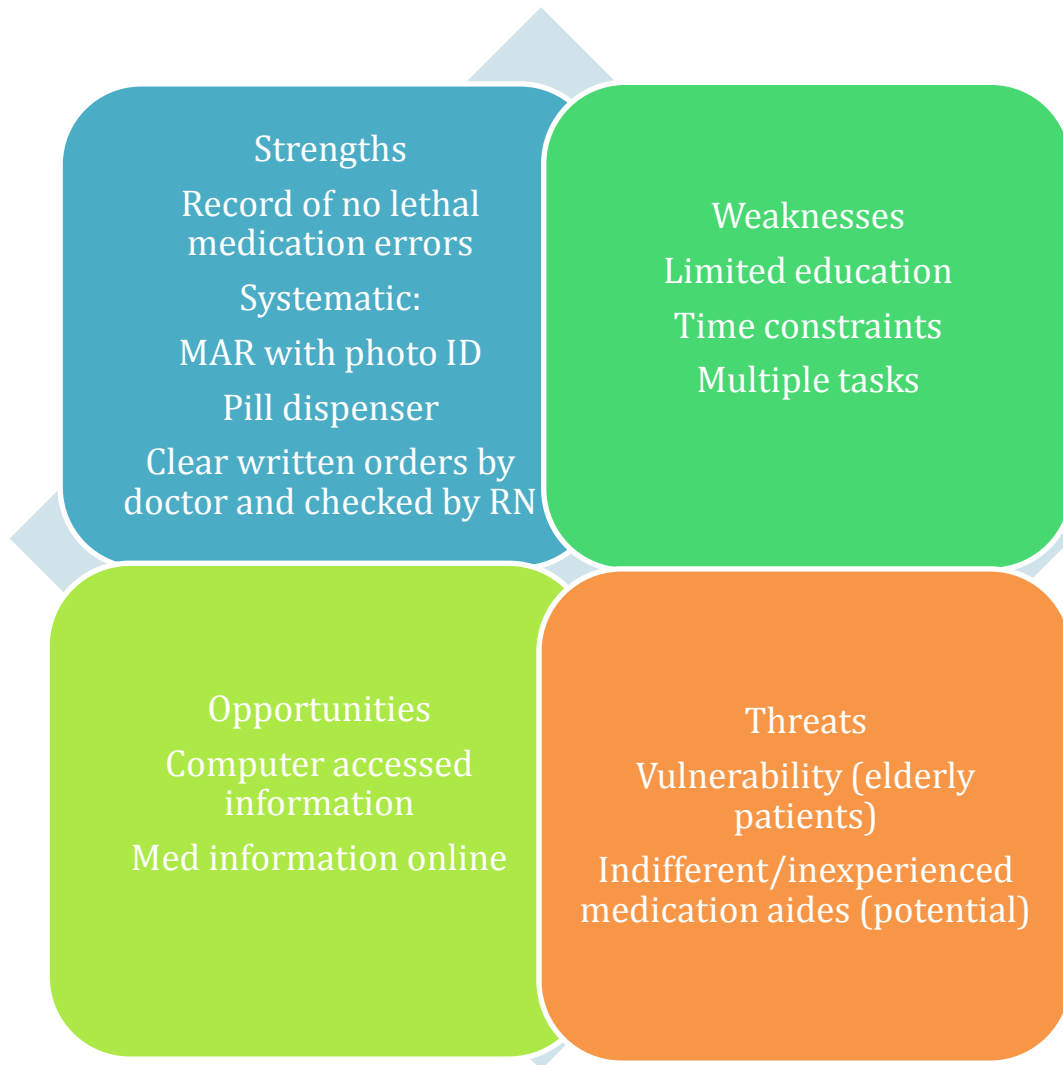 Strengths
Record of no lethal
medication errors
Systematic:
MAR with photo ID
Pill dispenser
Clear written orders by
doctor and checked by RN
Weaknesses
Limited education
Time constraints
Multiple tasks
Opportunities
Computer accessed
information
Med information online
Threats
Vulnerability (elderly
patients)
Indifferent/inexperienced
medication aides (potential)